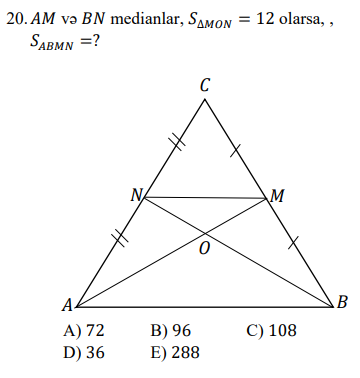 20. AM və BN medianlar, S∆MON = 12 olarsa, ,
SABMN =?
C
N M
O
A B
A) 72 B) 96 C) 108
D) 36 E) 288